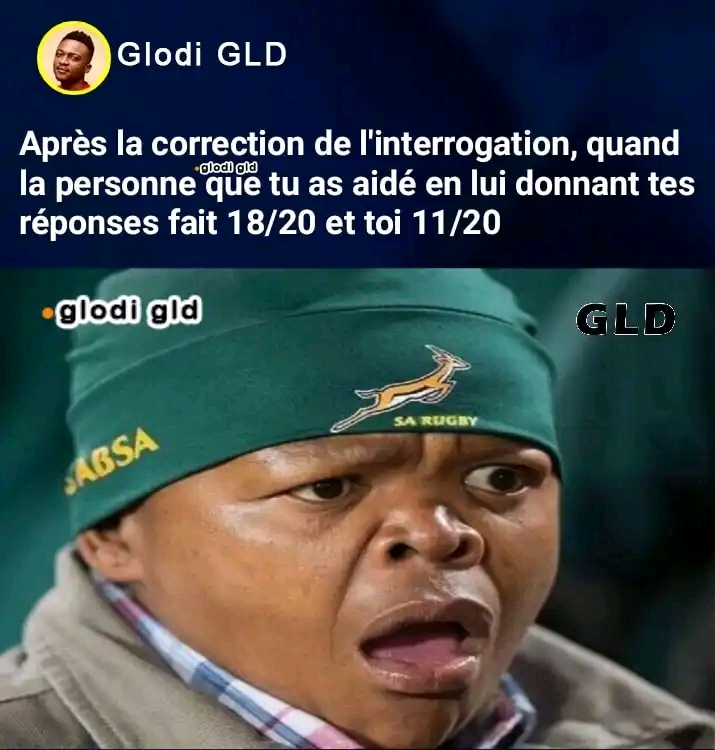 Glodi GLD
Après la correction de l'interrogation, quand
glodi gld
la personne que tu as aidé en lui donnant tes
réponses fait 18/20 et toi 11/20
glodi gld
GLD
SA RUGBY
ABSA